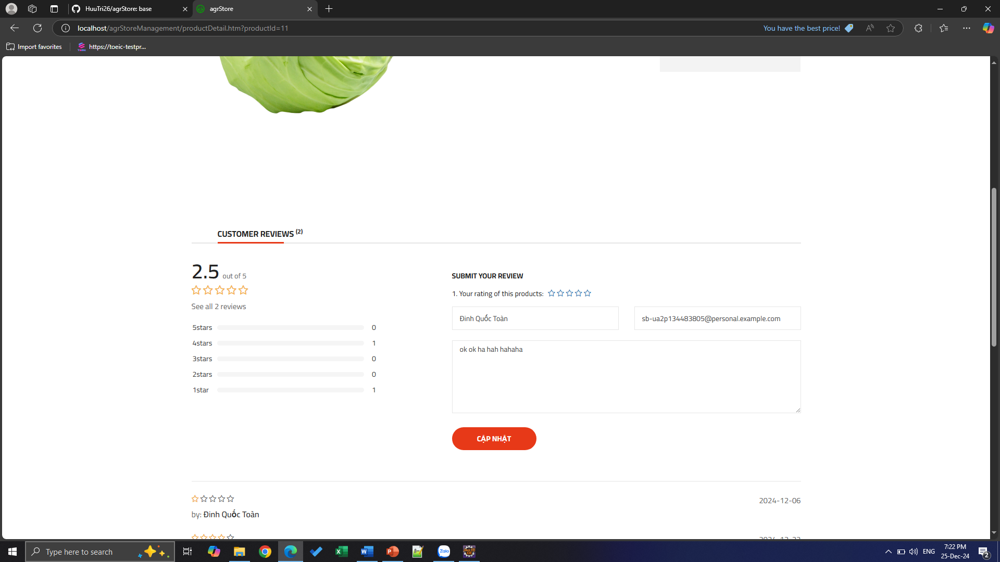 HuuTri26/agrStore: base
agrStore
localhost/agrStoreManagement/productDetail.htm?productId=11
You have the best price!
Import favorites
https://toeic-testpr...
CUSTOMER REVIEWS (2)
2.5 out of 5
See all 2 reviews
5stars 0
4stars 1
3stars 0
2stars 0
1star 1
SUBMIT YOUR REVIEW
1. Your rating of this products:
Đinh Quốc Toàn
sb-ua2p134483805@personal.example.com
ok ok ha hah hahaha
CẬP NHẬT
2024-12-06
by: Đinh Quốc Toàn
Type here to search
Zalo
ENG
7:22 PM
25-Dec-24
2